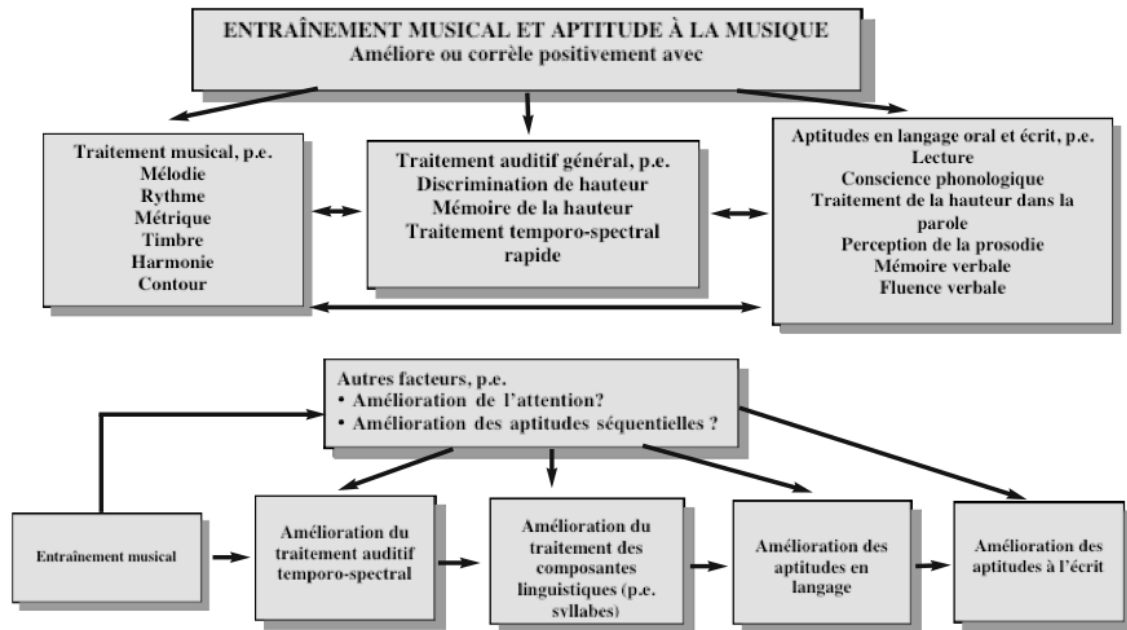 ENTRAÎNEMENT MUSICAL ET APTITUDE À LA MUSIQUE
Améliore ou corrèle positivement avec
Traitement musical, p.e.
Mélodie
Rythme
Métrique
Timbre
Harmonie
Contour
Traitement auditif général, p.e.
Discrimination de hauteur
Mémoire de la hauteur
Traitement temporo-spectral
rapide
Aptitudes en langage oral et écrit, p.e.
Lecture
Conscience phonologique
Traitement de la hauteur dans la
parole
Perception de la prosodie
Mémoire verbale
Fluence verbale
Autres facteurs, p.e.
• Amélioration de l'attention?
• Amélioration des aptitudes séquentielles ?
Entraînement musical
Amélioration du
traitement auditif
temporo-spectral
Amélioration du
traitement des
composantes
linguistiques (p.e.
syllabes)
Amélioration des
aptitudes en
langage
Amélioration des
aptitudes à l'écrit